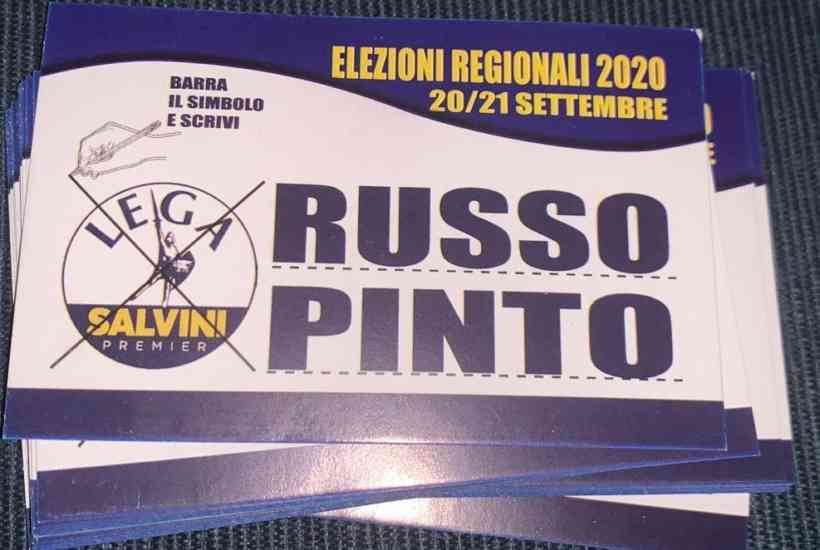 ELEZIONI REGIONALI 2020
20/21 SETTEMBRE
BARRA
IL SIMBOLO
E SCRIVI
LEGA
SALVINI
PREMIER
RUSSO
PINTO